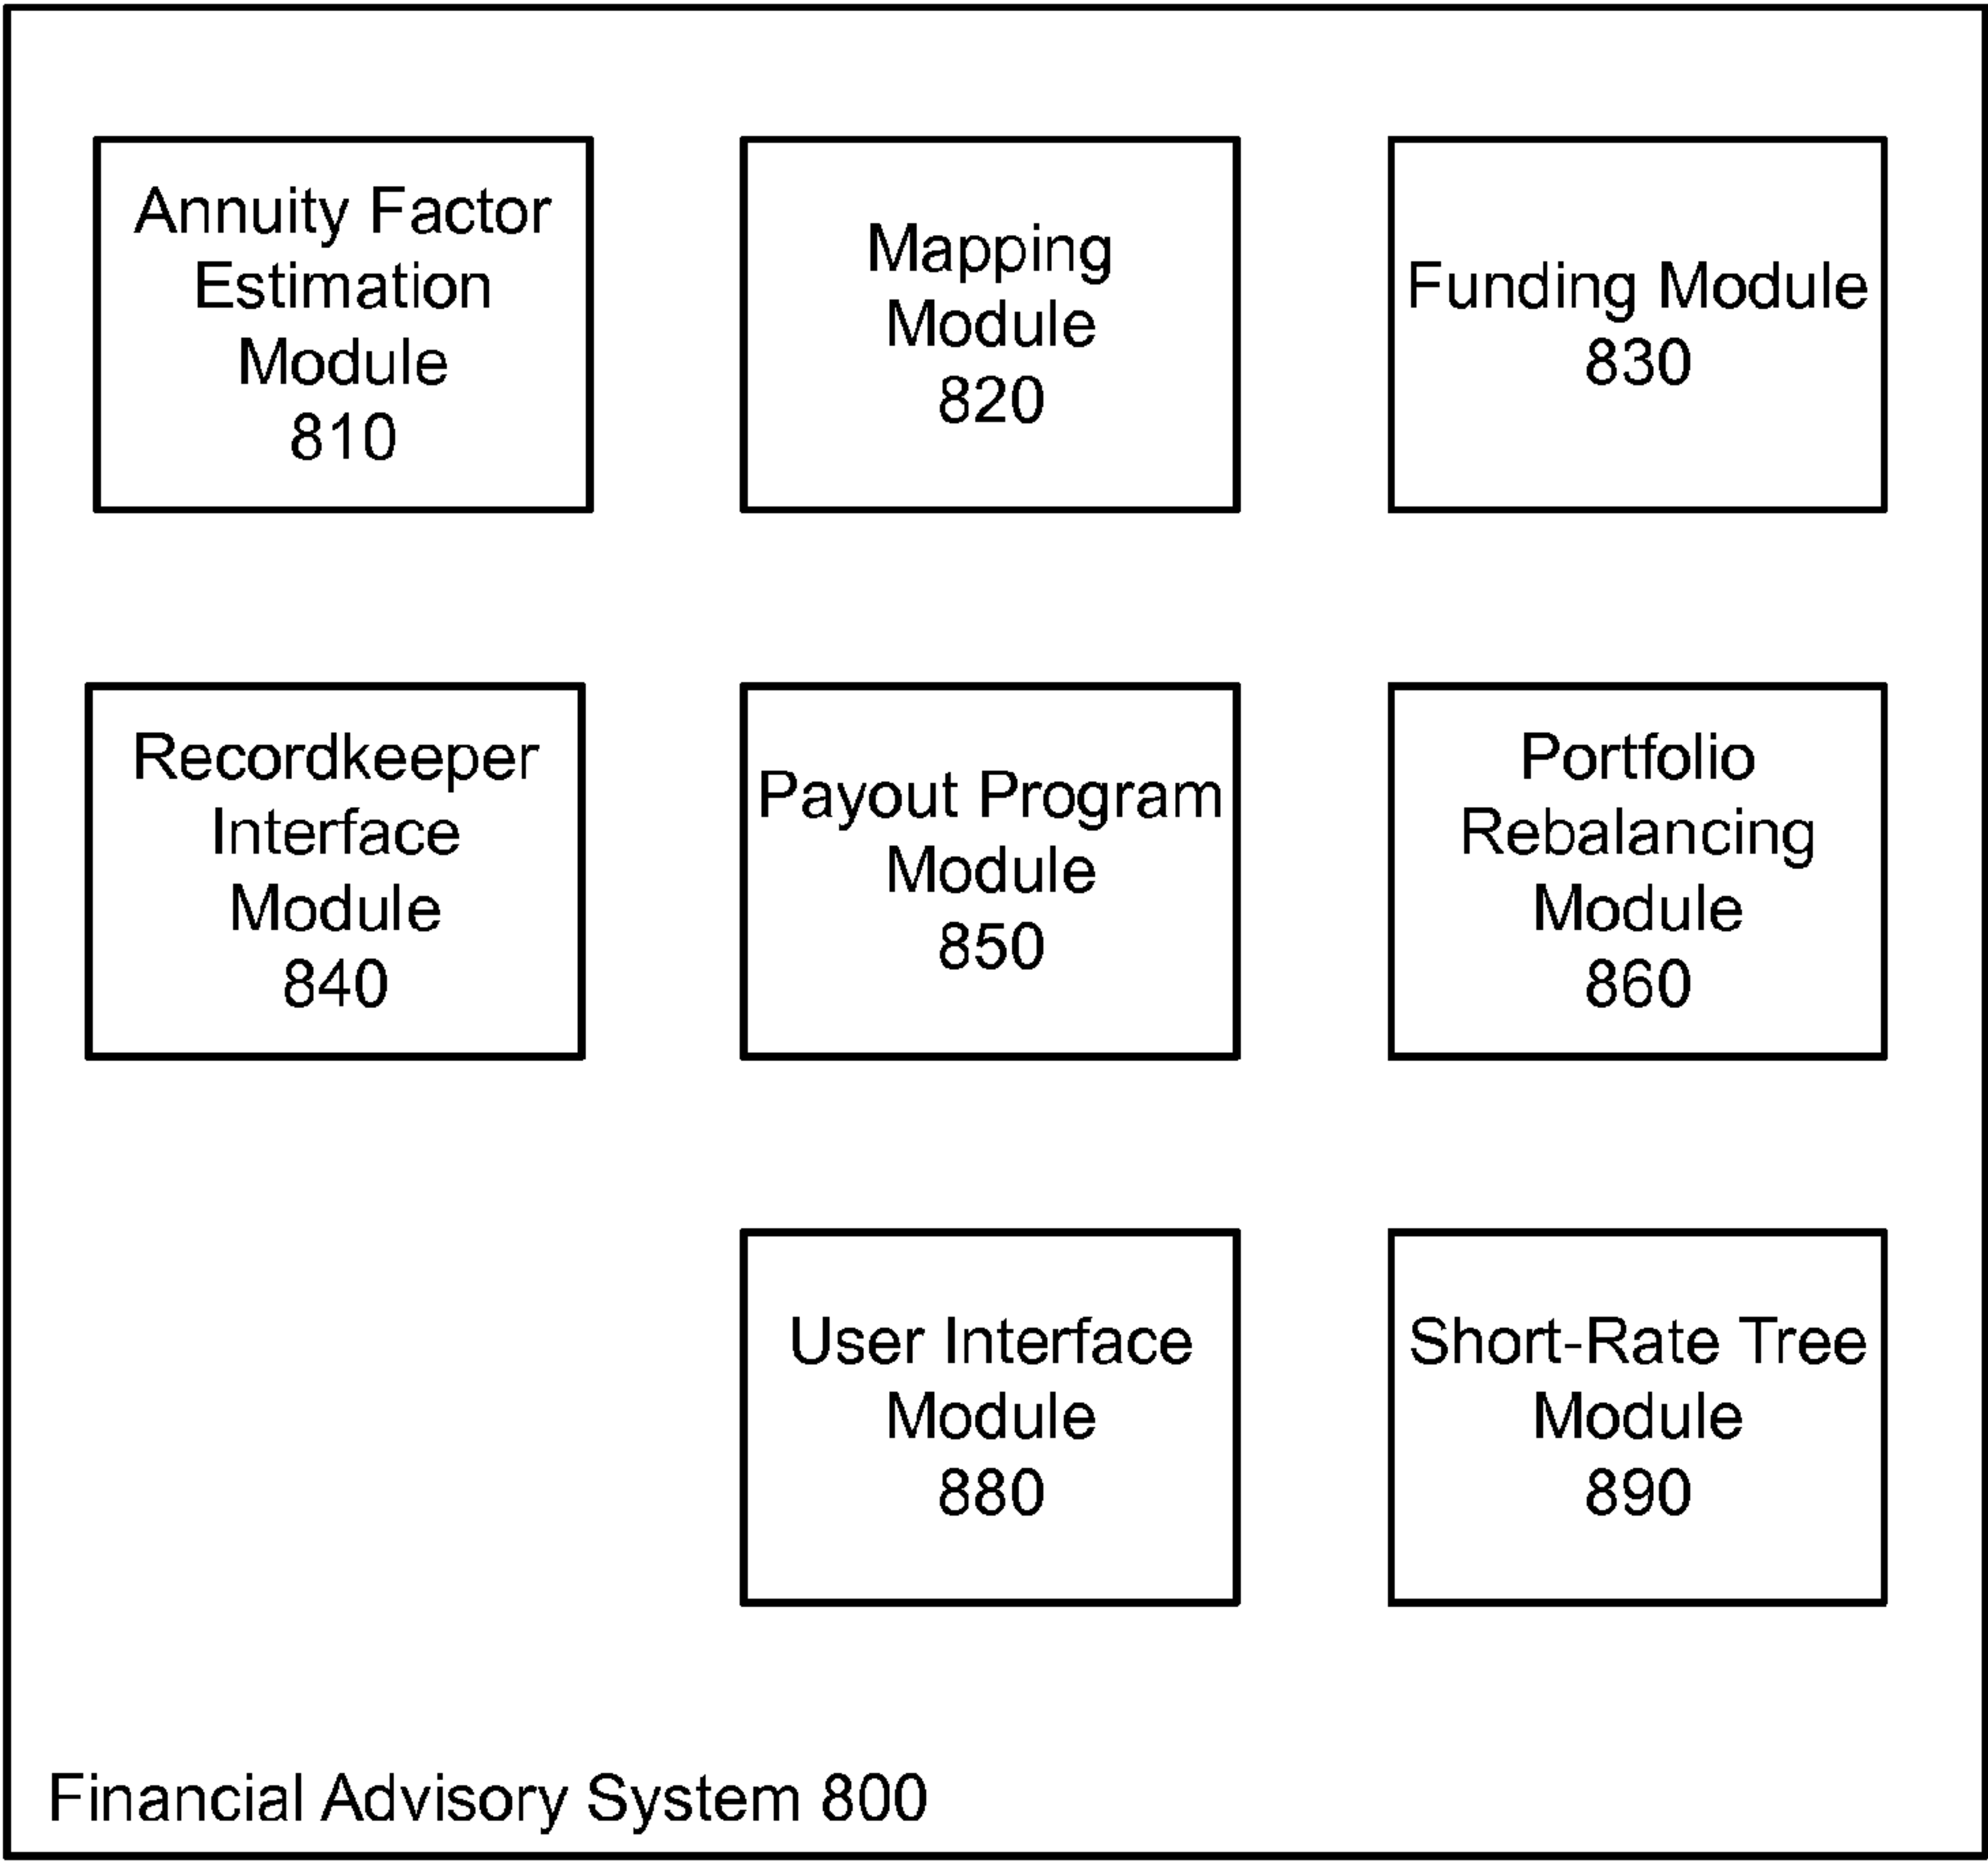 Annuity Factor
Estimation
Module
810
Mapping
Module
820
Funding Module
830
Recordkeeper
Interface
Module
840
Payout Program
Module
850
Portfolio
Rebalancing
Module
860
User Interface
Module
880
Short-Rate Tree
Module
890
Financial Advisory System 800